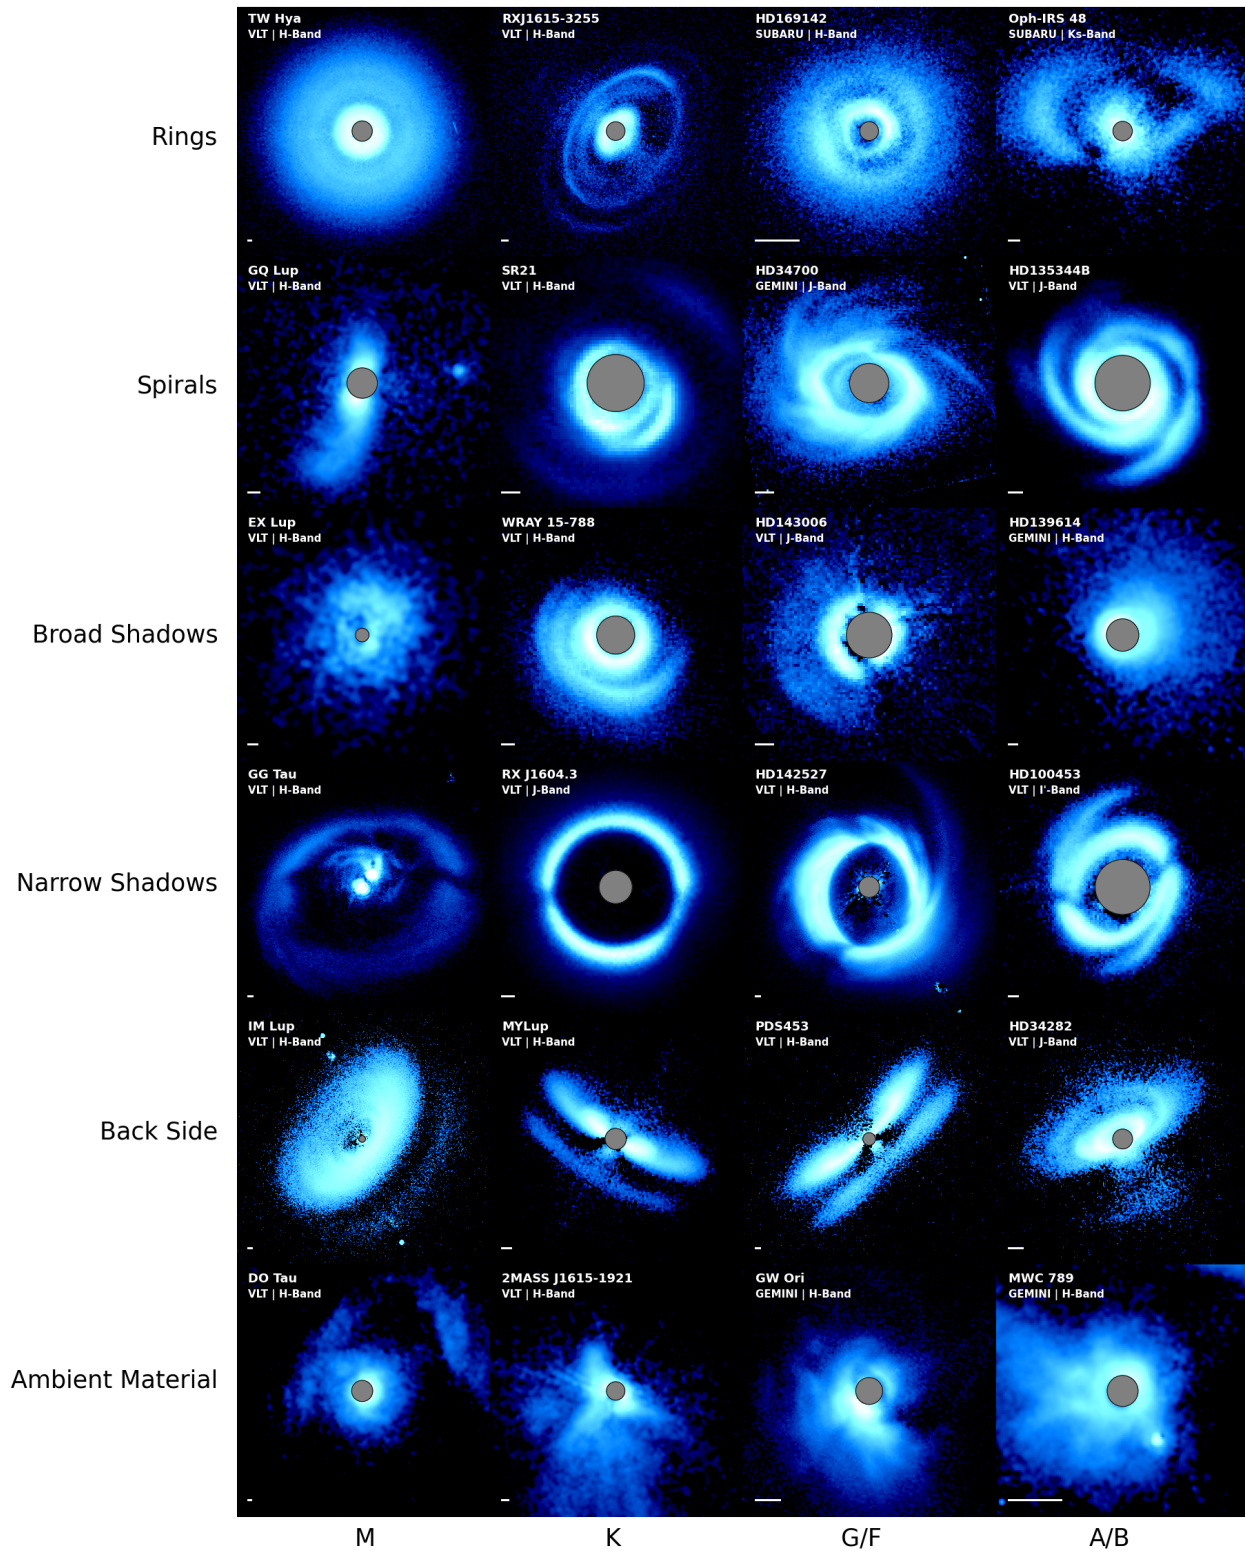 TW Hya
VLT | H-Band
RXJ1615-3255
VLT | H-Band
HD169142
SUBARU | H-Band
Oph-IRS 48
SUBARU | Ks-Band
Rings
GQ Lup
VLT | H-Band
SR21
VLT | H-Band
HD34700
GEMINI | J-Band
HD135344B
VLT | J-Band
Spirals
EX Lup
VLT | H-Band
WRAY 15-788
VLT | H-Band
HD143006
VLT | J-Band
HD139614
GEMINI | H-Band
Broad Shadows
GG Tau
VLT | H-Band
RX J1604.3
VLT | J-Band
HD142527
VLT | H-Band
HD100453
VLT | I'-Band
Narrow Shadows
IM Lup
VLT | H-Band
MYLup
VLT | H-Band
PDS453
VLT | H-Band
HD34282
VLT | J-Band
Back Side
DO Tau
VLT | H-Band
2MASS J1615-1921
VLT | H-Band
GW Ori
GEMINI | H-Band
MWC 789
GEMINI | H-Band
Ambient Material
M
K
G/F
A/B